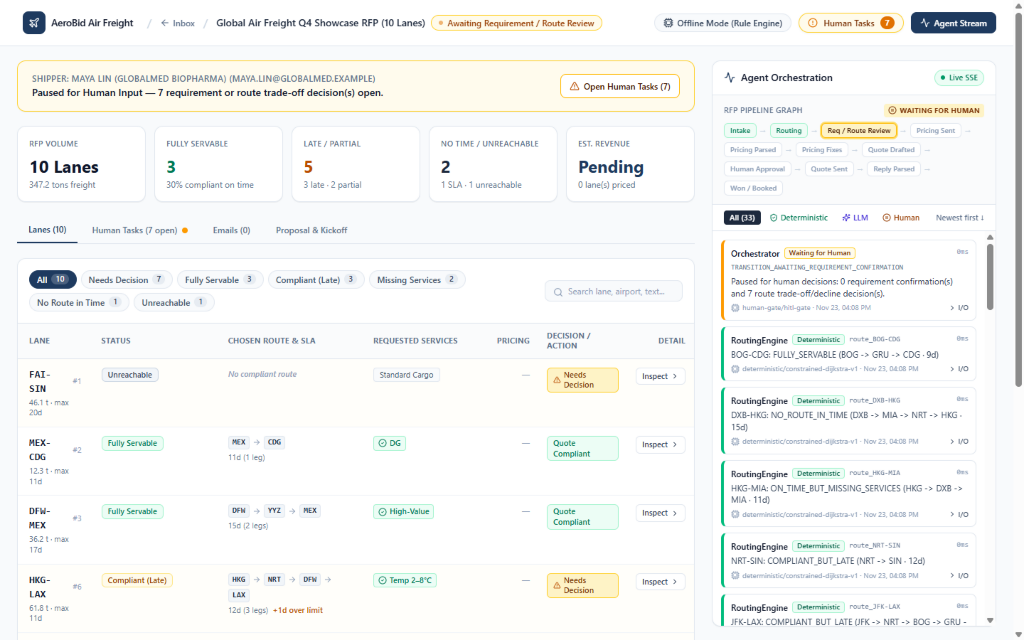 AeroBid Air Freight / ← Inbox / Global Air Freight Q4 Showcase RFP (10 Lanes) Awaiting Requirement / Route Review Offline Mode (Rule Engine) Human Tasks 7 Agent Stream
SHIPPER: MAYA LIN (GLOBALMED BIOPHARMA) (MAYA.LIN@GLOBALMED.EXAMPLE)
Paused for Human Input — 7 requirement or route trade-off decision(s) open.
Open Human Tasks (7)
RFP VOLUME
10 Lanes
347.2 tons freight
FULLY SERVABLE
3
30% compliant on time
LATE / PARTIAL
5
3 late · 2 partial
NO TIME / UNREACHABLE
2
1 SLA · 1 unreachable
EST. REVENUE
Pending
0 lane(s) priced
Lanes (10) Human Tasks (7 open) Emails (0) Proposal & Kickoff
All 10 Needs Decision 7 Fully Servable 3 Compliant (Late) 3 Missing Services 2
No Route in Time 1 Unreachable 1
Search lane, airport, text...
LANE STATUS CHOSEN ROUTE & SLA REQUESTED SERVICES PRICING DECISION / ACTION DETAIL
FAI-
SIN
46.1 t · max
20d
#1
Unreachable
No compliant route
Standard Cargo
—
Needs
Decision
Inspect >
MEX-
CDG
12.3 t · max
11d
#2
Fully Servable
MEX → CDG
11d (1 leg)
DG
—
Quote
Compliant
Inspect >
DFW-
MEX
36.2 t · max
17d
#3
Fully Servable
DFW → YYZ → MEX
15d (2 legs)
High-Value
—
Quote
Compliant
Inspect >
HKG-
LAX
61.8 t · max
11d
#6
Compliant (Late)
HKG → NRT → DFW →
LAX
12d (3 legs) +1d over limit
Temp 2–8°C
—
Needs
Decision
Inspect >
Agent Orchestration
Live SSE
RFP PIPELINE GRAPH
WAITING FOR HUMAN
Intake → Routing → Req / Route Review → Pricing Sent →
Pricing Parsed → Pricing Fixes → Quote Drafted →
Human Approval → Quote Sent → Reply Parsed →
Won / Booked
All (33) Deterministic LLM Human Newest first ↓
Orchestrator Waiting for Human 0ms
TRANSITION_AWAITING_REQUIREMENT_CONFIRMATION
Paused for human decisions: 0 requirement confirmation(s)
and 7 route trade-off/decline decision(s).
human-gate/hitl-gate · Nov 23, 04:08 PM > I/O
RoutingEngine Deterministic route_BOG-CDG 0ms
BOG-CDG: FULLY_SERVABLE (BOG -> GRU -> CDG · 9d)
deterministic/constrained-dijkstra-v1 · Nov 23, 04:08 PM > I/O
RoutingEngine Deterministic route_DXB-HKG 0ms
DXB-HKG: NO_ROUTE_IN_TIME (DXB -> MIA -> NRT -> HKG ·
15d)
deterministic/constrained-dijkstra-v1 · Nov 23, 04:08 PM > I/O
RoutingEngine Deterministic route_HKG-MIA 0ms
HKG-MIA: ON_TIME_BUT_MISSING_SERVICES (HKG -> DXB ->
MIA · 11d)
deterministic/constrained-dijkstra-v1 · Nov 23, 04:08 PM > I/O
RoutingEngine Deterministic route_NRT-SIN 0ms
NRT-SIN: COMPLIANT_BUT_LATE (NRT -> SIN · 12d)
deterministic/constrained-dijkstra-v1 · Nov 23, 04:08 PM > I/O
RoutingEngine Deterministic route_JFK-LAX 0ms
JFK-LAX: COMPLIANT_BUT_LATE (JFK -> NRT -> BOG -> GRU -